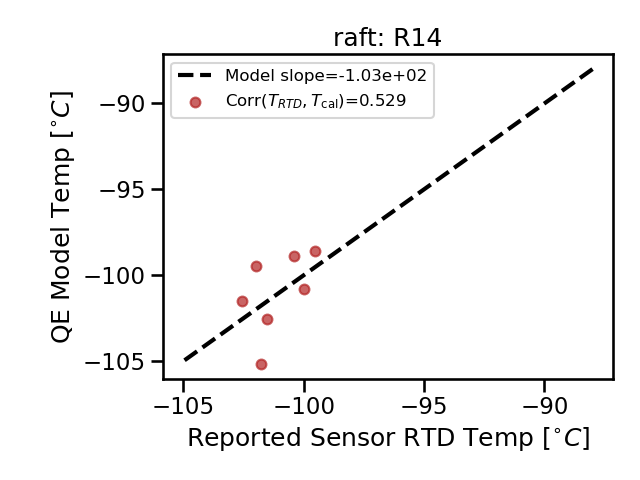 raft: R14
Model slope=-1.03e+02
Corr(T_RTD, T_cal)=0.529
QE Model Temp [°C]
−90
−95
−100
−105
−105 −100 −95 −90
Reported Sensor RTD Temp [°C]